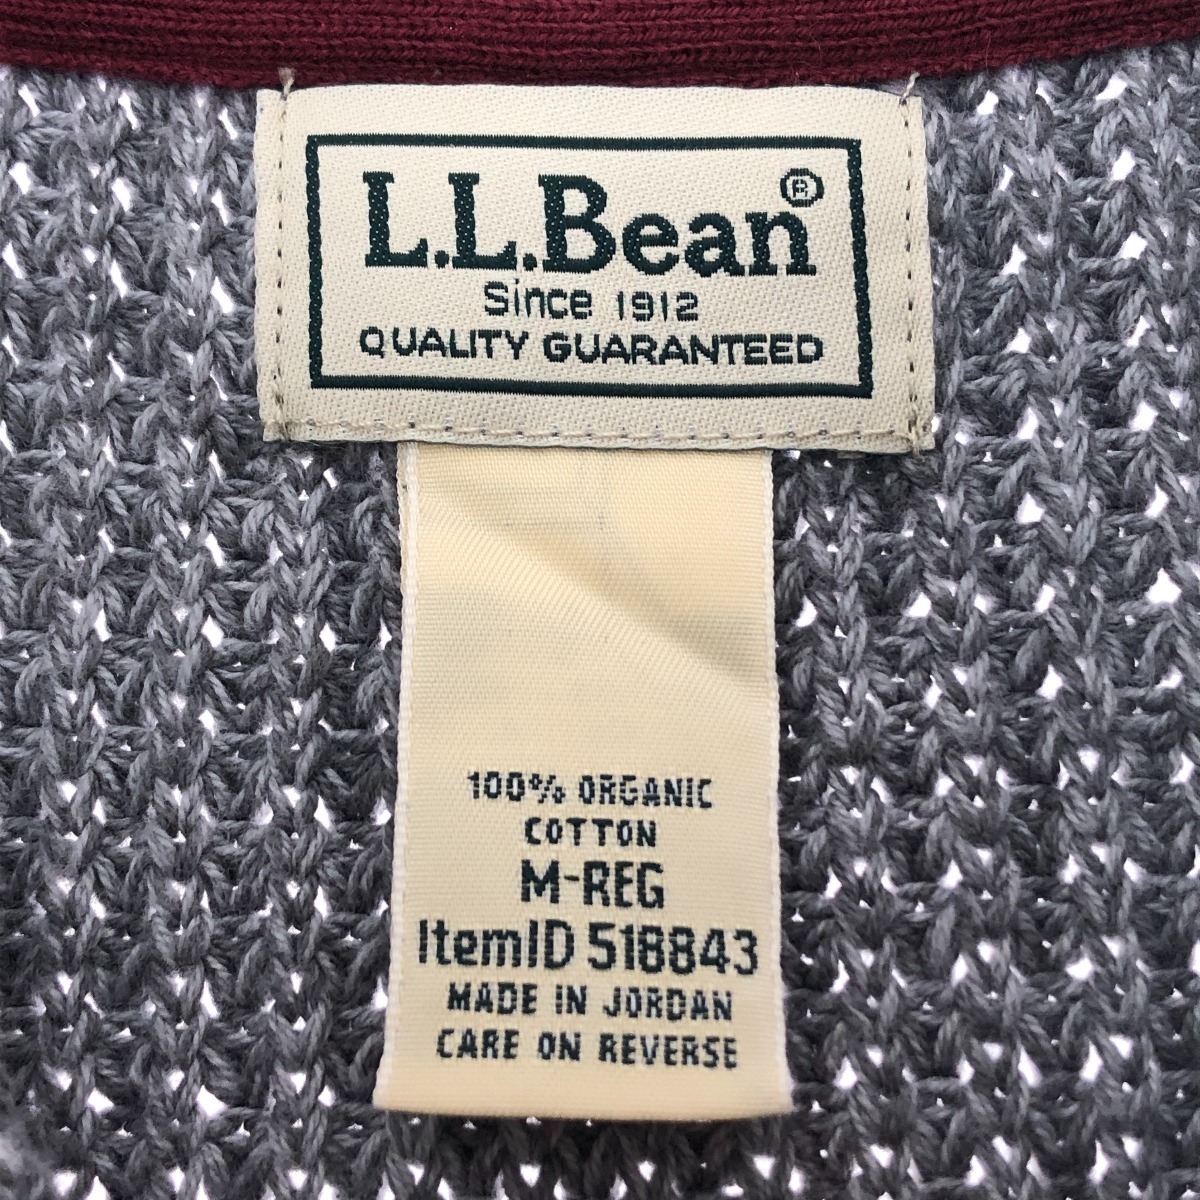 L.L.Bean®
Since 1912
QUALITY GUARANTEED
100% ORGANIC
COTTON
M-REG
ItemID 518843
MADE IN JORDAN
CARE ON REVERSE